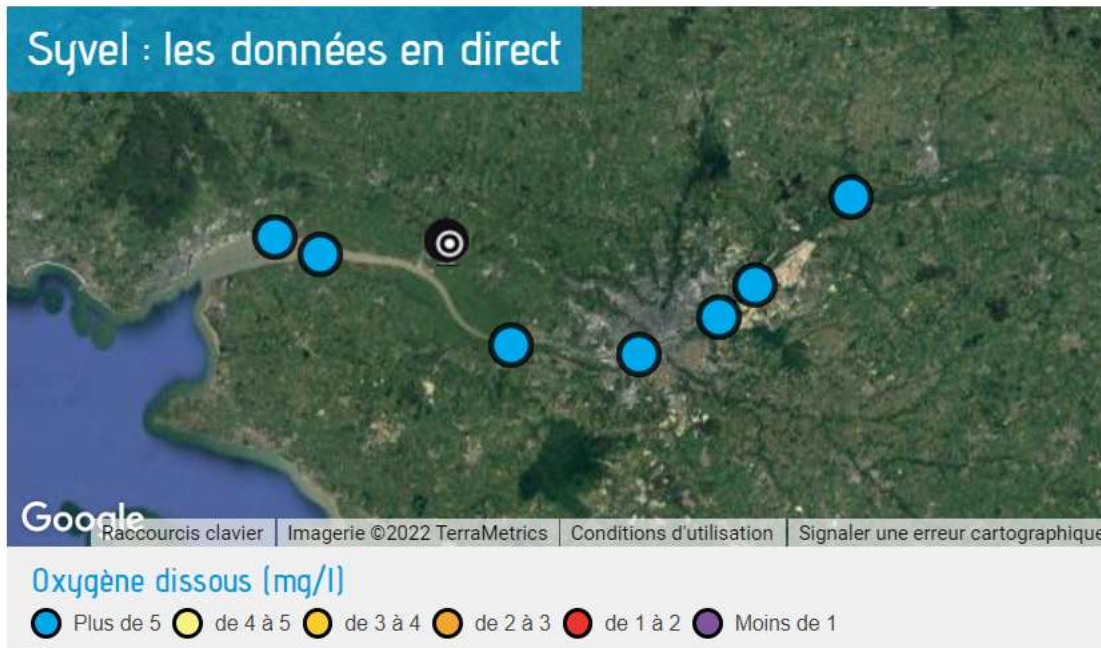 Syvel : les données en direct
Google
Raccourcis clavier
Imagerie ©2022 TerraMetrics
Conditions d'utilisation
Signaler une erreur cartographique
Oxygène dissous (mg/l)
Plus de 5
de 4 à 5
de 3 à 4
de 2 à 3
de 1 à 2
Moins de 1